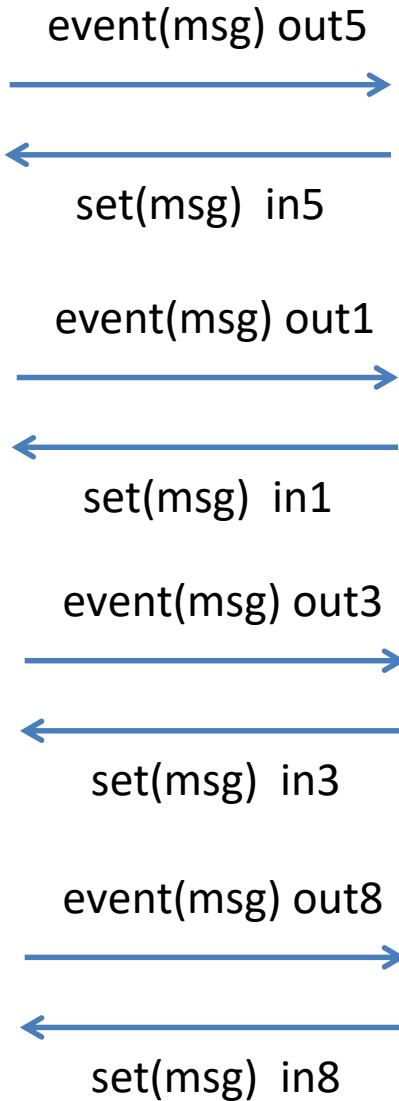 event(msg) out5
set(msg) in5
event(msg) out1
set(msg) in1
event(msg) out3
set(msg) in3
event(msg) out8
set(msg) in8